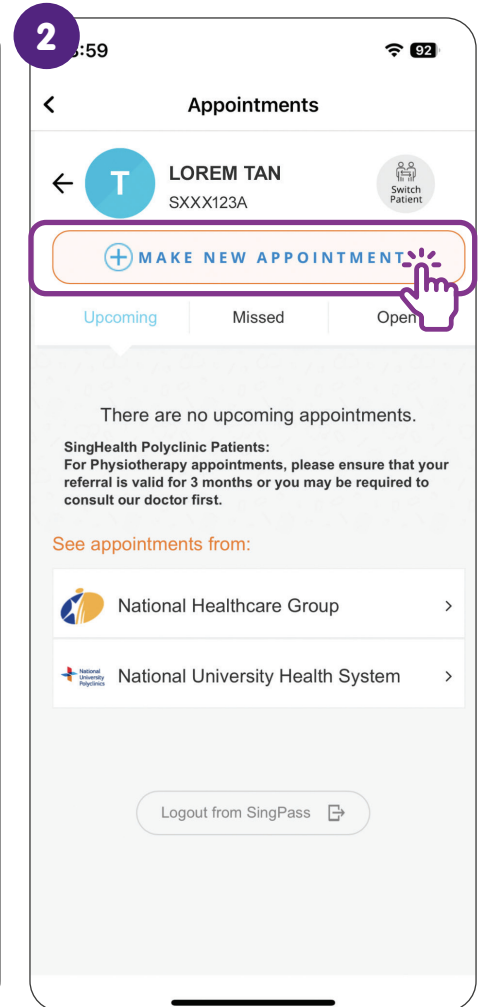 2
:59
92
Appointments
T
LOREM TAN
SXXX123A
Switch
Patient
MAKE NEW APPOINTMENT
Upcoming
Missed
Open
There are no upcoming appointments.
SingHealth Polyclinic Patients:
For Physiotherapy appointments, please ensure that your
referral is valid for 3 months or you may be required to
consult our doctor first.
See appointments from:
National Healthcare Group
National
University
Polyclinics
National University Health System
Logout from SingPass